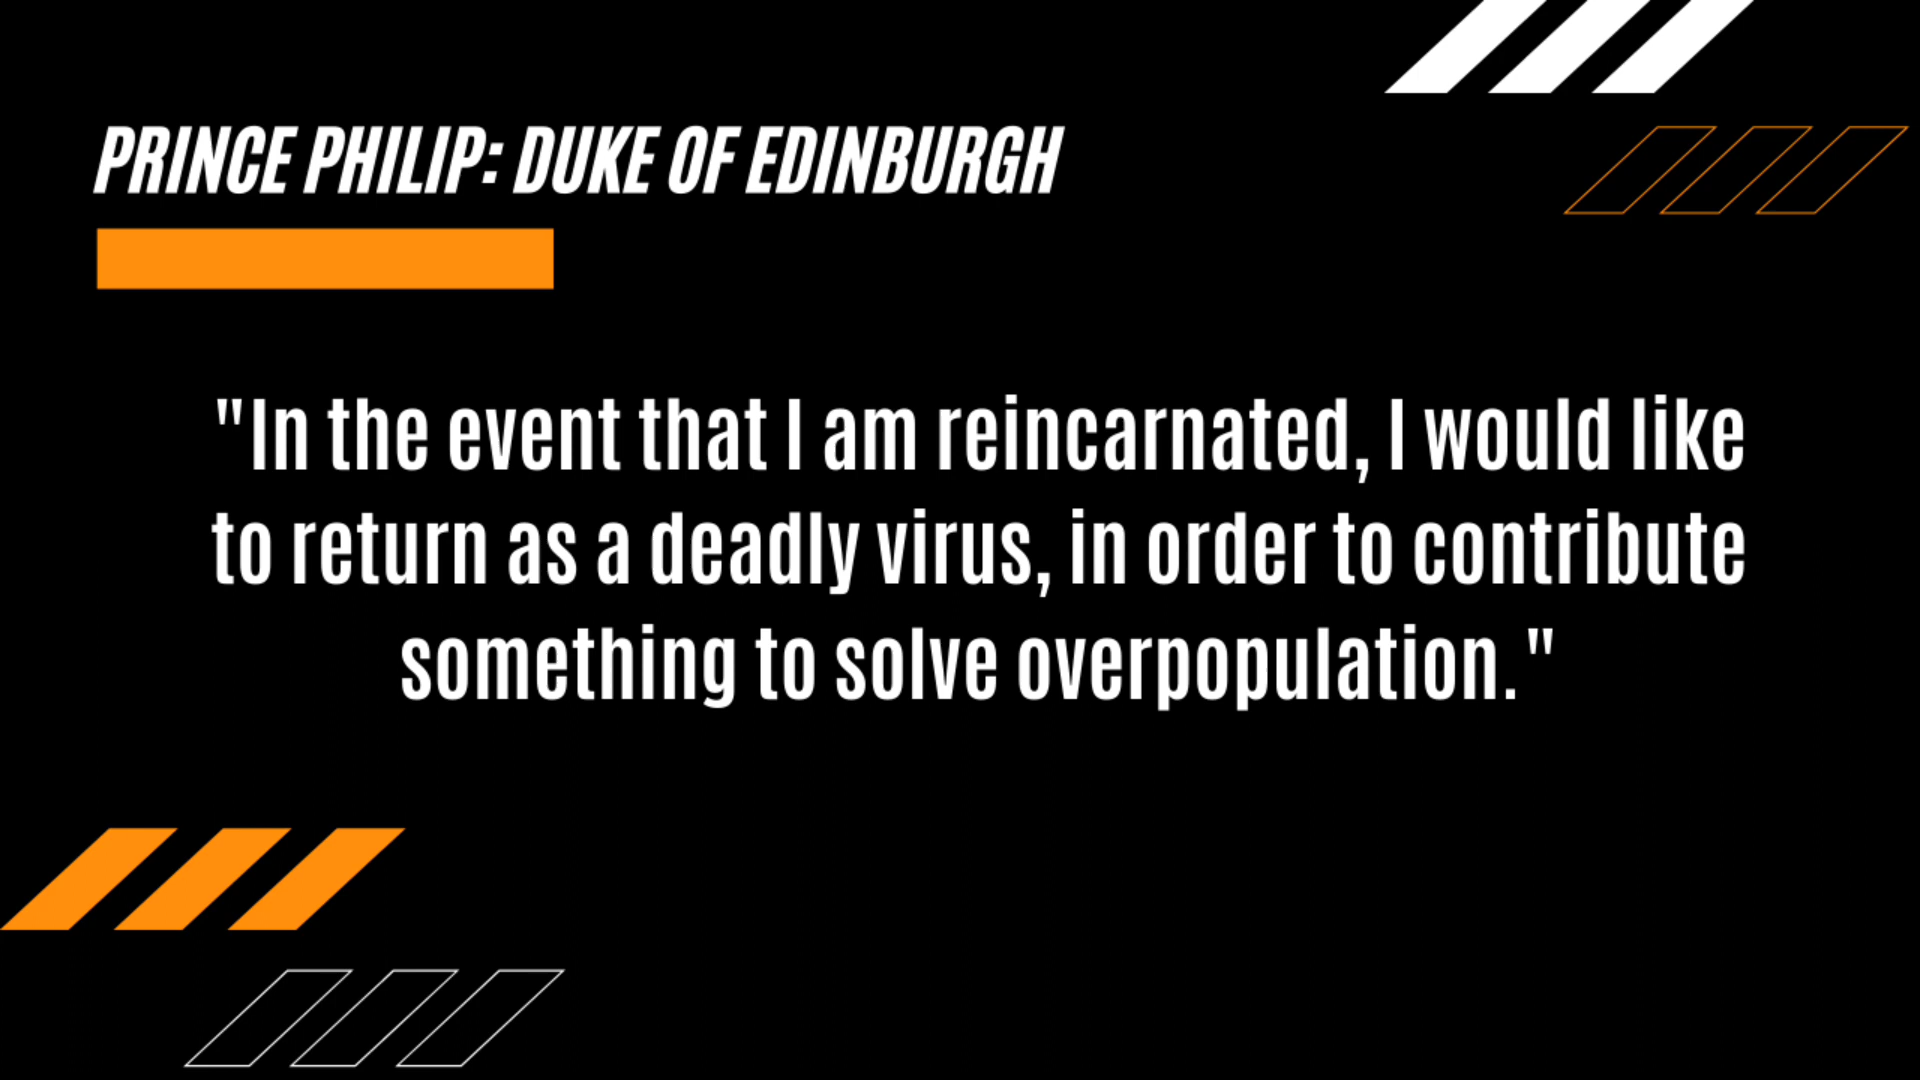 PRINCE PHILIP: DUKE OF EDINBURGH
"In the event that I am reincarnated, I would like
to return as a deadly virus, in order to contribute
something to solve overpopulation."